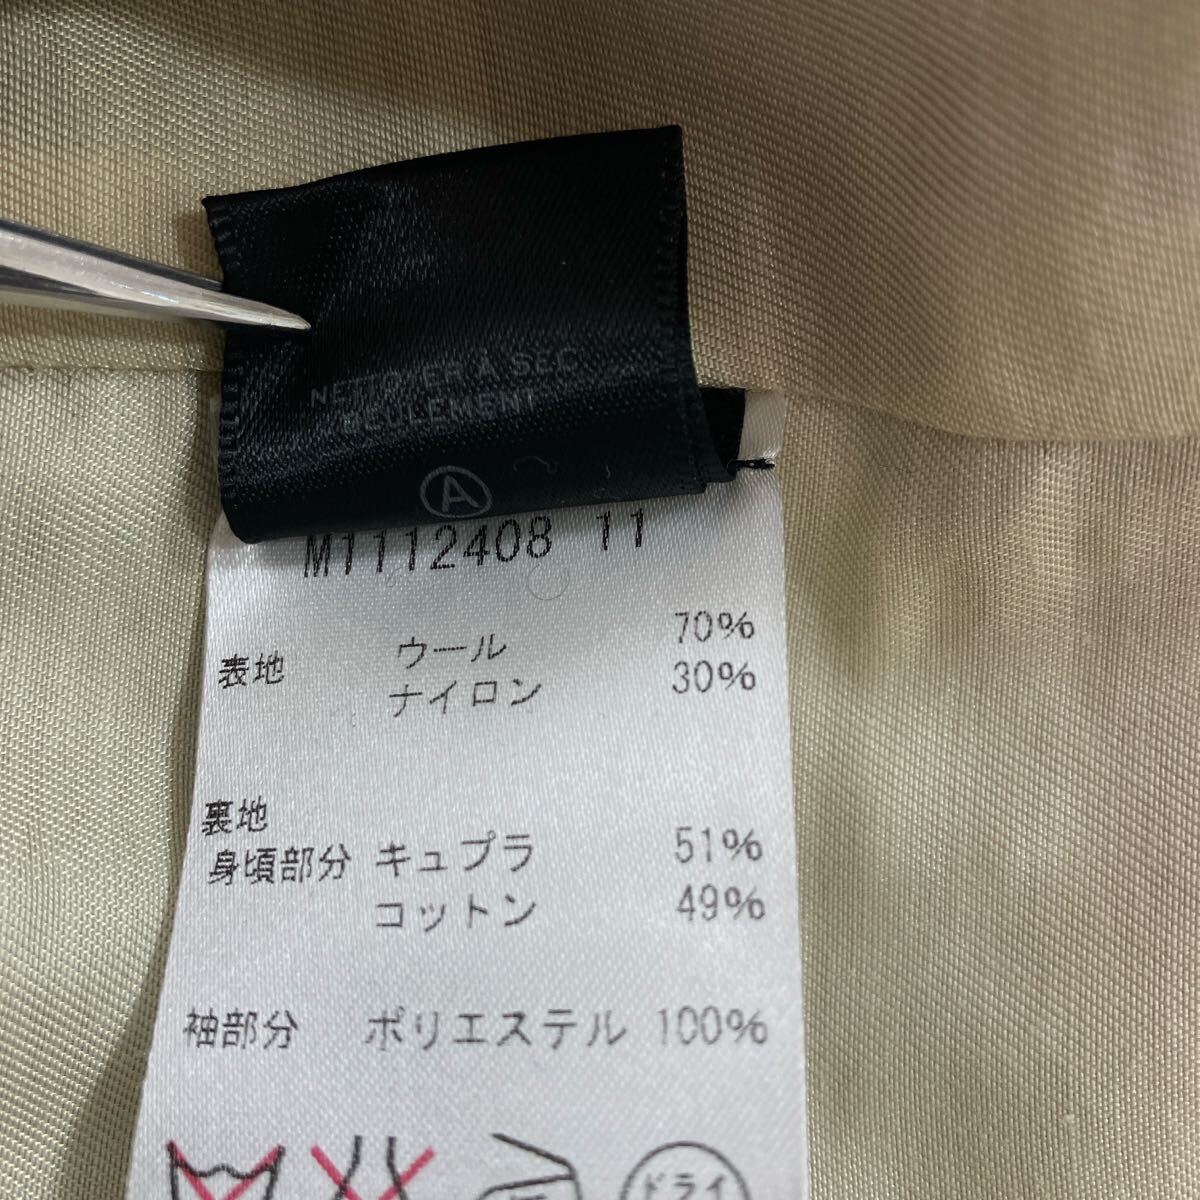 NETTOYER À SEC
SEULEMENT
A
M1112408 11
表地 ウール 70%
ナイロン 30%
裏地
身頃部分 キュプラ 51%
コットン 49%
袖部分 ポリエステル 100%
ドライ